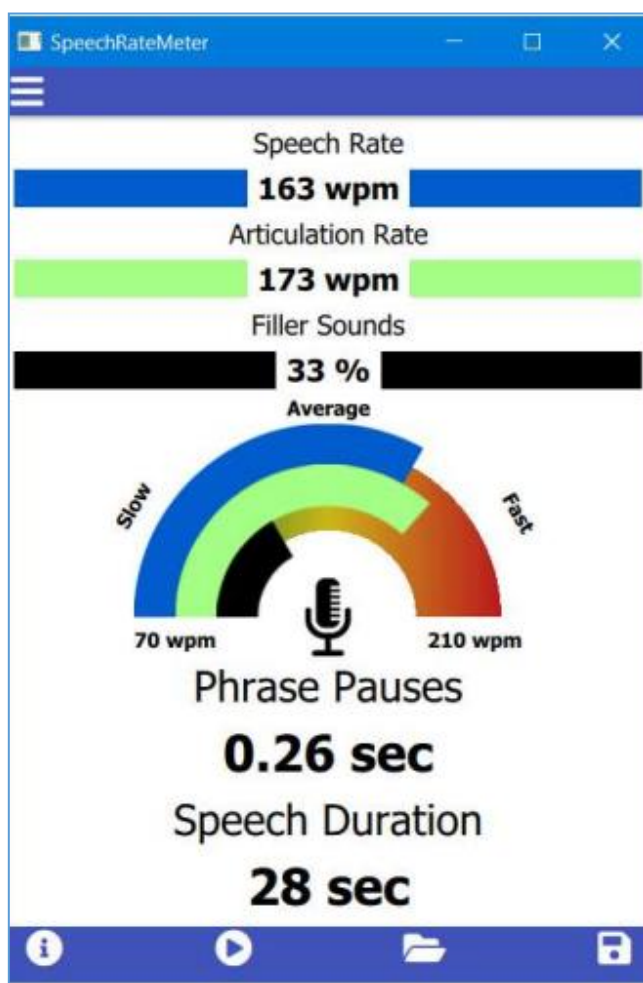 SpeechRateMeter
Speech Rate
163 wpm
Articulation Rate
173 wpm
Filler Sounds
33 %
Average
Slow
Fast
70 wpm
210 wpm
Phrase Pauses
0.26 sec
Speech Duration
28 sec